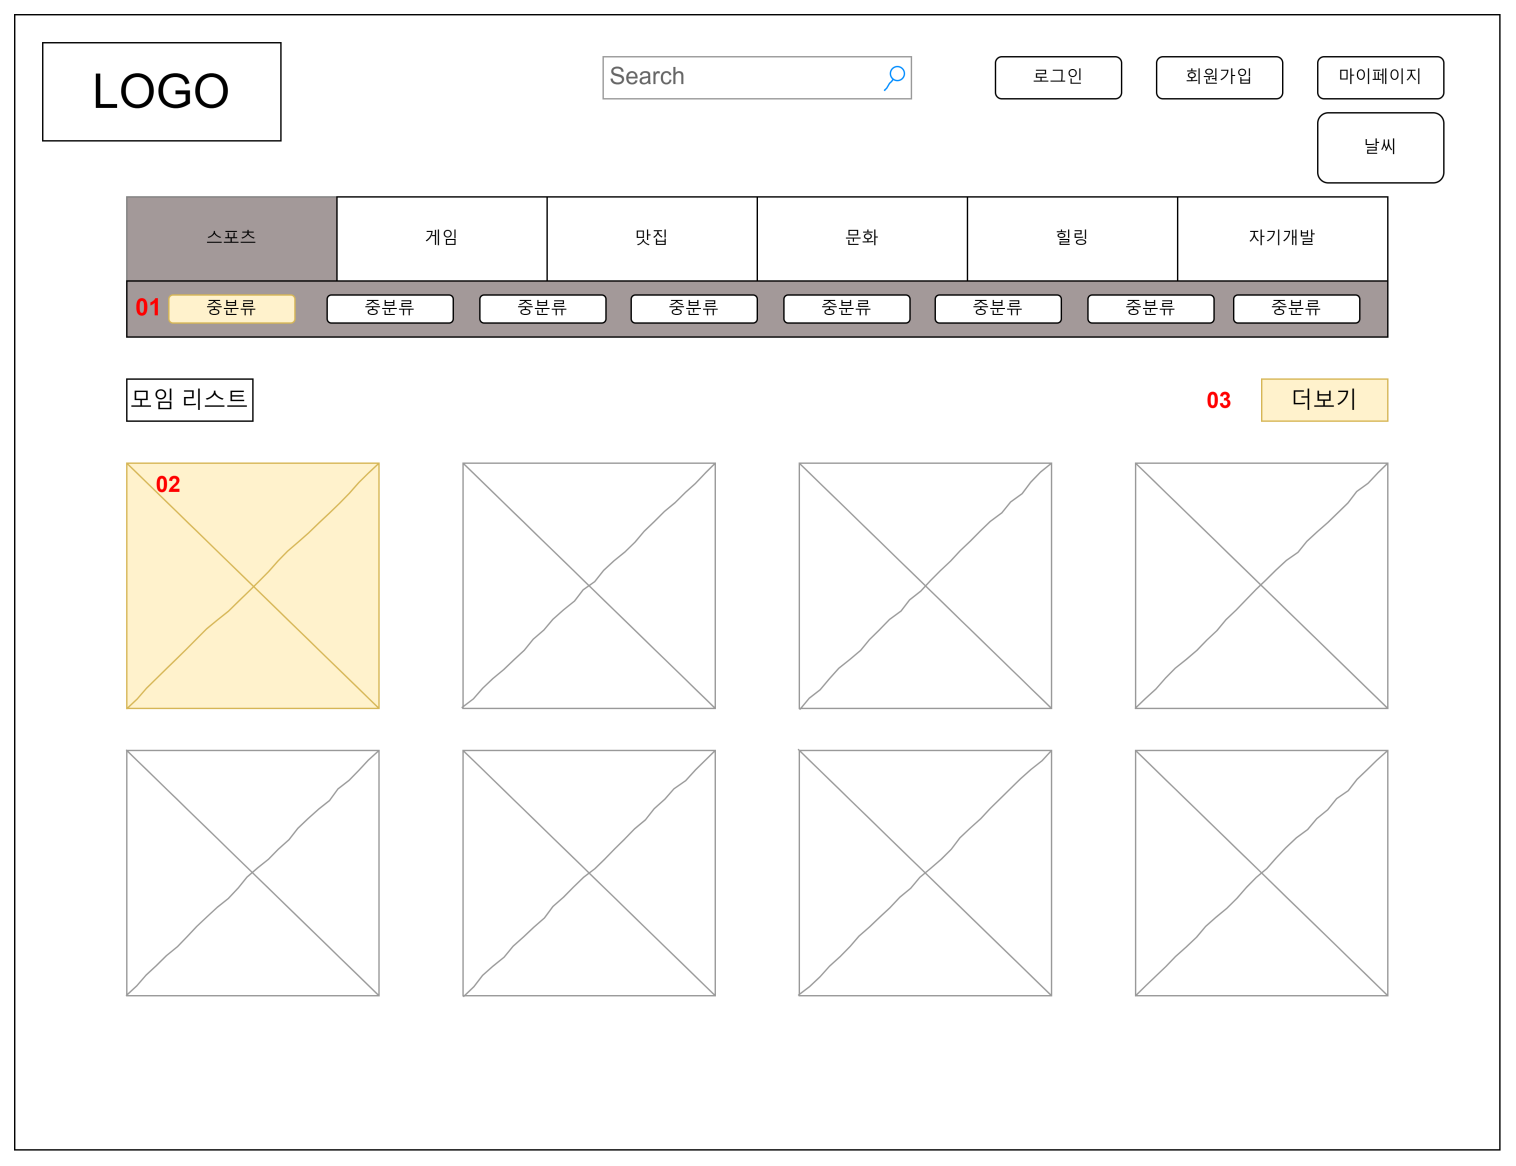 LOGO
Search
로그인
회원가입
마이페이지
날씨
스포츠
게임
맛집
문화
힐링
자기개발
01
중분류
중분류
중분류
중분류
중분류
중분류
중분류
중분류
모임 리스트
03
더보기
02